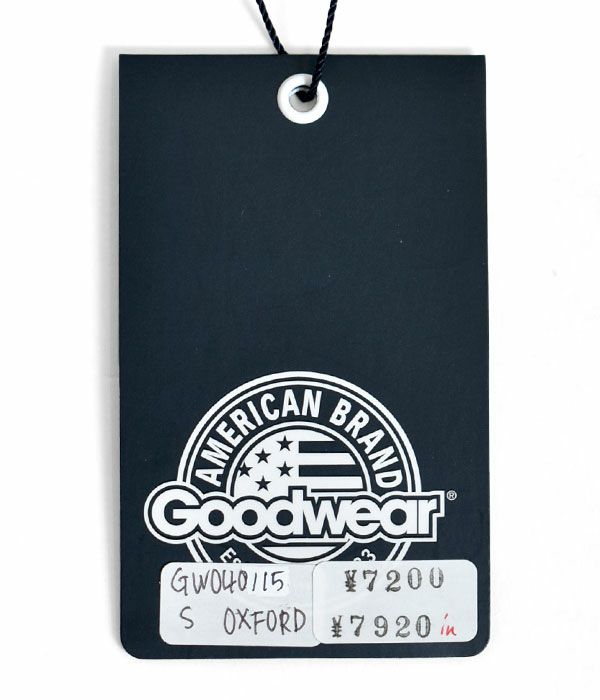 AMERICAN BRAND
Goodwear®
GW040115
S OXFORD
¥7200
¥7920 in